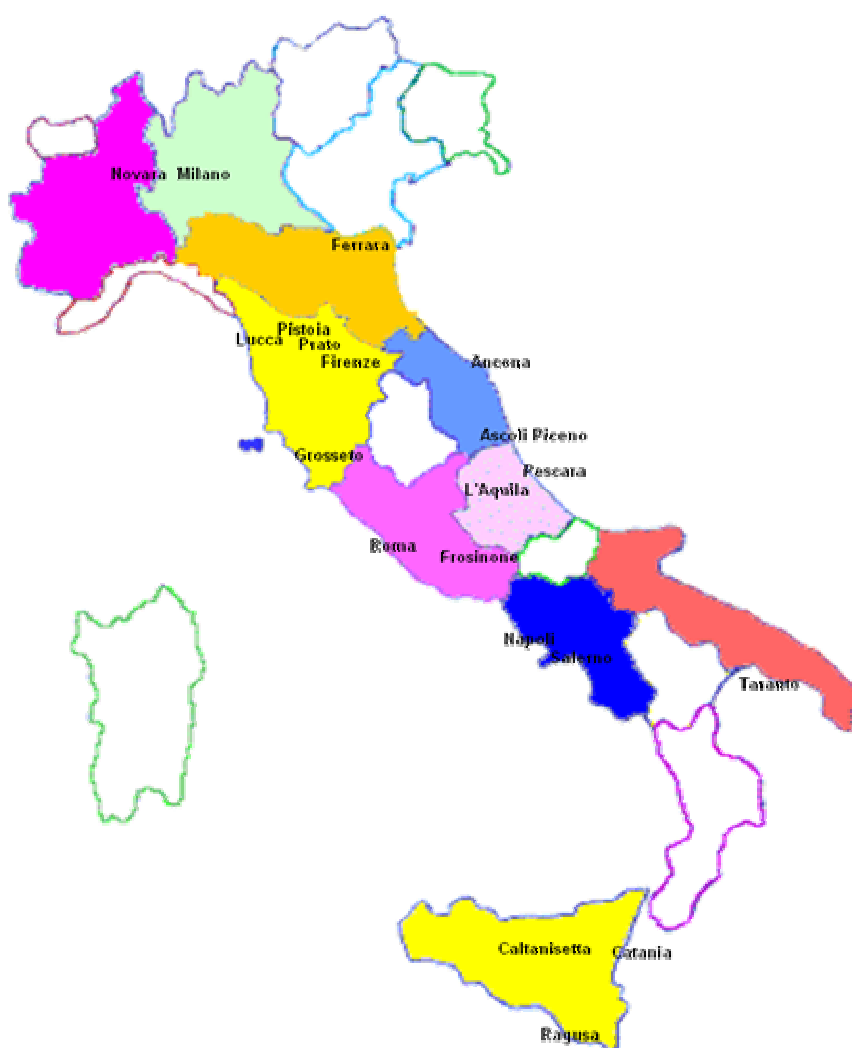 Novara Milano
Ferrara
Pistoia
Lucca
Prato
Firenze
Ancona
Ascoli Piceno
Grosseto
Pescara
L'Aquila
Roma
Frosinone
Napoli
Salerno
Taranto
Caltanisetta
Catania
Ragusa